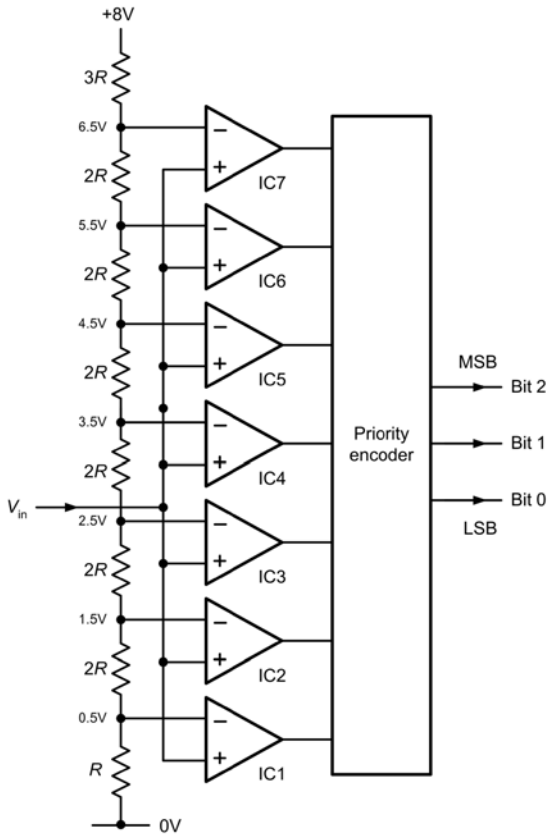 +8V
3R
6.5V
IC7
2R
5.5V
IC6
2R
4.5V
IC5
2R
3.5V
IC4
2R
Vin
2.5V
IC3
2R
1.5V
IC2
2R
0.5V
IC1
R
0V
Priority
encoder
MSB
Bit 2
Bit 1
Bit 0
LSB
− +
− +
− +
− +
− +
− +
− +